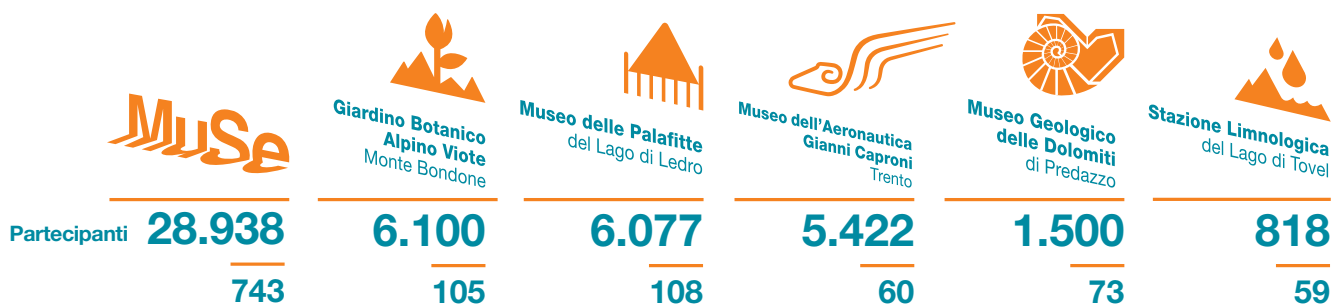 MuSe
Giardino Botanico
Alpino Viote
Monte Bondone
Museo delle Palafitte
del Lago di Ledro
Museo dell'Aeronautica
Gianni Caproni
Trento
Museo Geologico
delle Dolomiti
di Predazzo
Stazione Limnologica
del Lago di Tovel
Partecipanti 28.938 6.100 6.077 5.422 1.500 818
743 105 108 60 73 59